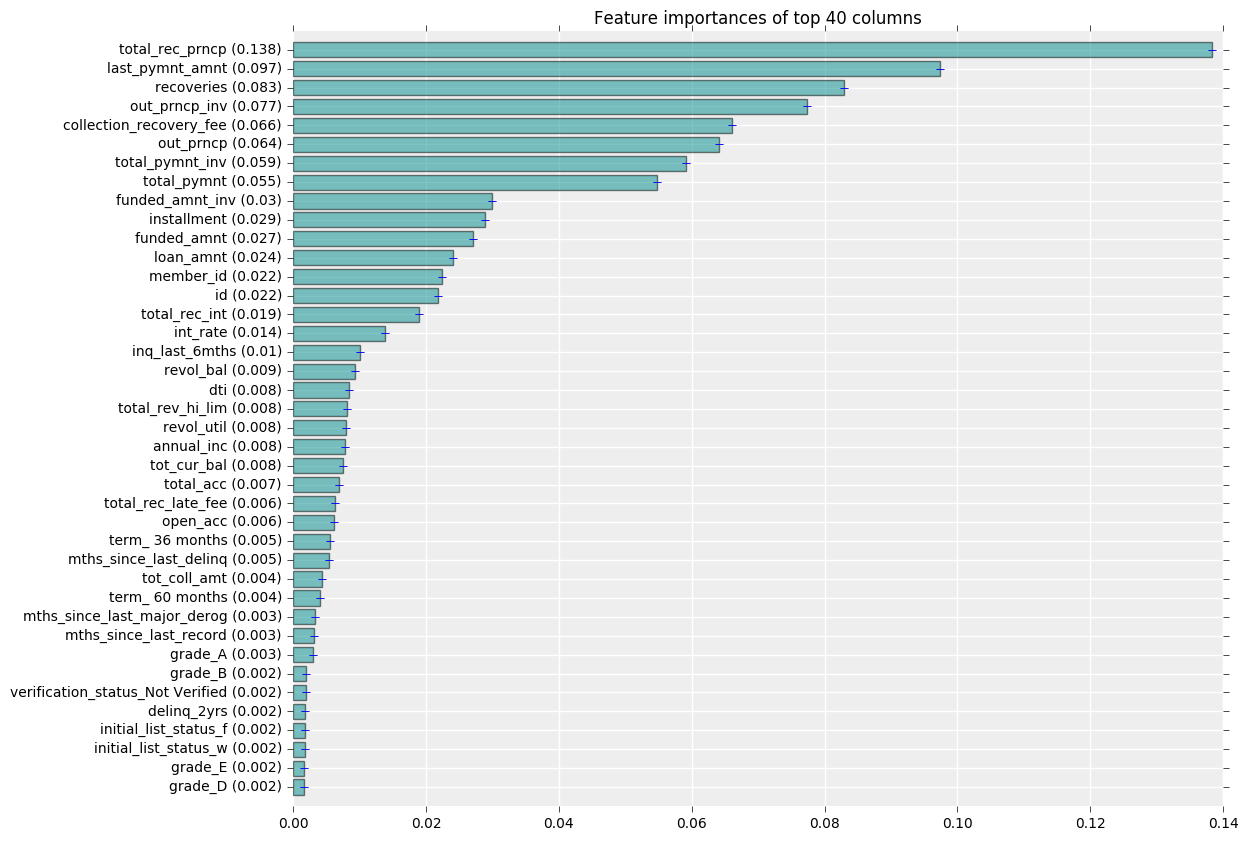 Feature importances of top 40 columns
total_rec_prncp (0.138)
last_pymnt_amnt (0.097)
recoveries (0.083)
out_prncp_inv (0.077)
collection_recovery_fee (0.066)
out_prncp (0.064)
total_pymnt_inv (0.059)
total_pymnt (0.055)
funded_amnt_inv (0.03)
installment (0.029)
funded_amnt (0.027)
loan_amnt (0.024)
member_id (0.022)
id (0.022)
total_rec_int (0.019)
int_rate (0.014)
inq_last_6mths (0.01)
revol_bal (0.009)
dti (0.008)
total_rev_hi_lim (0.008)
revol_util (0.008)
annual_inc (0.008)
tot_cur_bal (0.008)
total_acc (0.007)
total_rec_late_fee (0.006)
open_acc (0.006)
term_ 36 months (0.005)
mths_since_last_delinq (0.005)
tot_coll_amt (0.004)
term_ 60 months (0.004)
mths_since_last_major_derog (0.003)
mths_since_last_record (0.003)
grade_A (0.003)
grade_B (0.002)
verification_status_Not Verified (0.002)
delinq_2yrs (0.002)
initial_list_status_f (0.002)
initial_list_status_w (0.002)
grade_E (0.002)
grade_D (0.002)
0.00 0.02 0.04 0.06 0.08 0.10 0.12 0.14